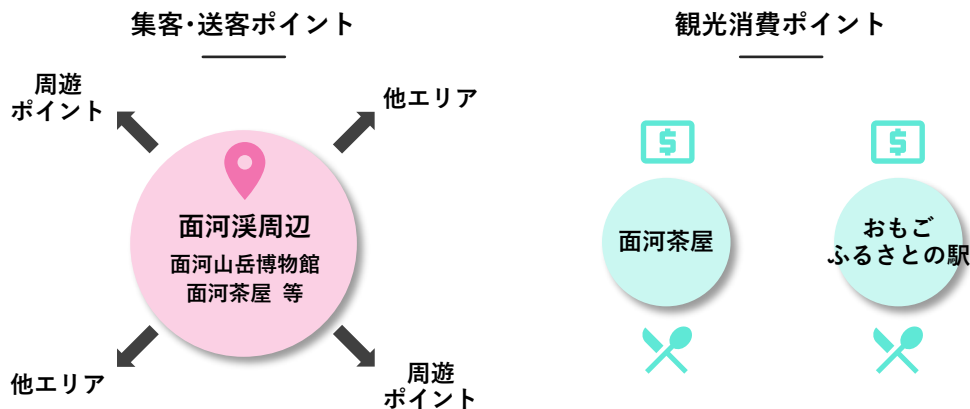 集客・送客ポイント
周遊
ポイント
他エリア
面河渓周辺
面河山岳博物館
面河茶屋 等
他エリア
周遊
ポイント
観光消費ポイント
$
$
面河茶屋
おもご
ふるさとの駅